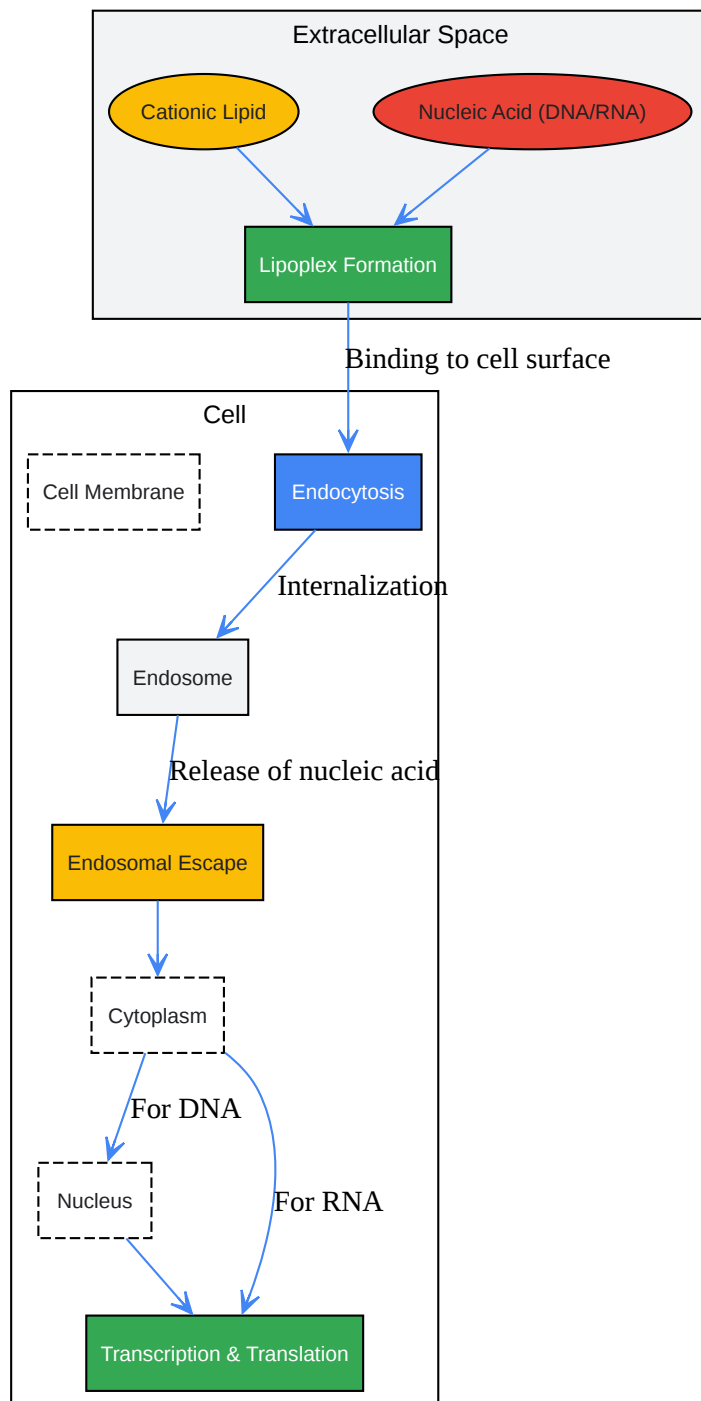 Extracellular Space
Cationic Lipid
Nucleic Acid (DNA/RNA)
Lipoplex Formation
Binding to cell surface
Cell
Cell Membrane
Endocytosis
Internalization
Endosome
Release of nucleic acid
Endosomal Escape
Cytoplasm
For DNA
Nucleus
For RNA
Transcription & Translation